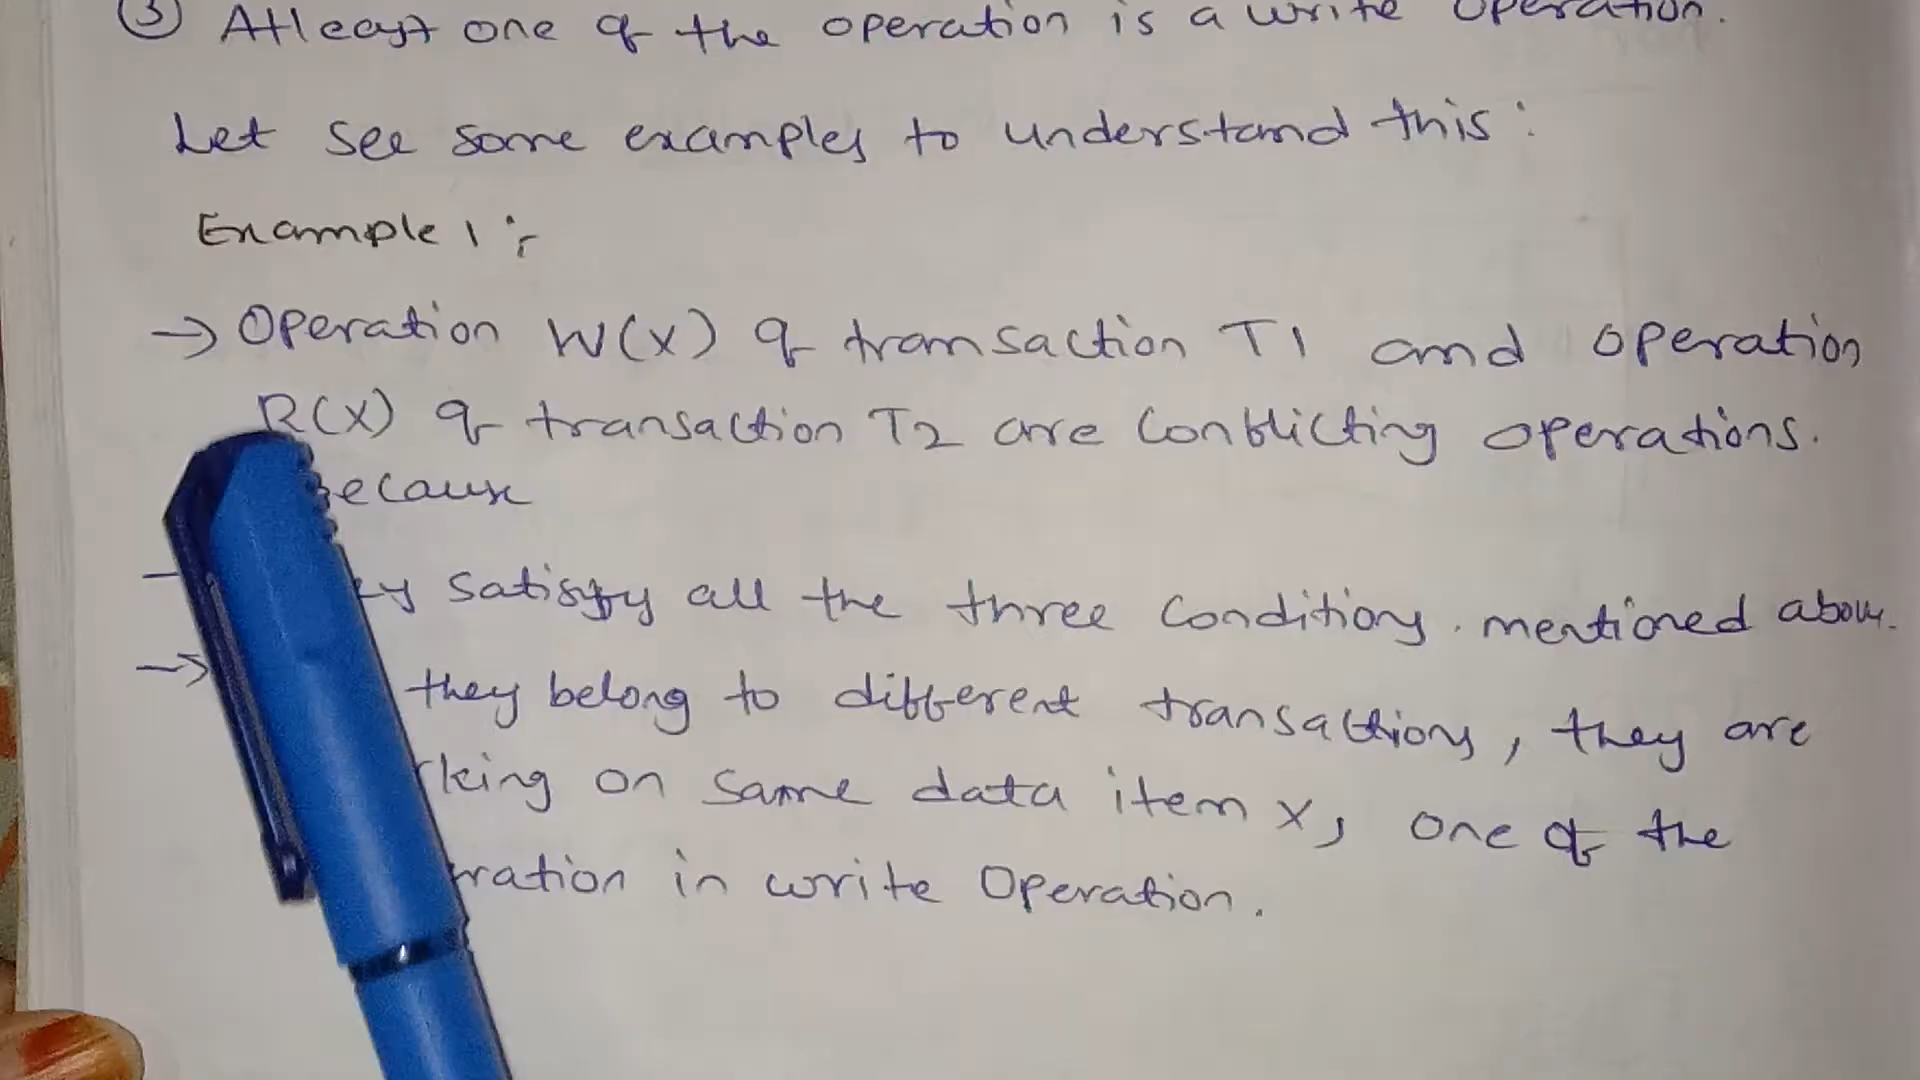 ③ Atleast one of the operation is a write operation.
Let see some examples to understand this:
Example 1:-
→ Operation W(X) of transaction T1 and operation
R(X) of transaction T2 are conflicting operations.
ecause
satisfy all the three conditions. mentioned above.
→ they belong to different transactions, they are
rking on same data item X, one of the
ration in write operation.